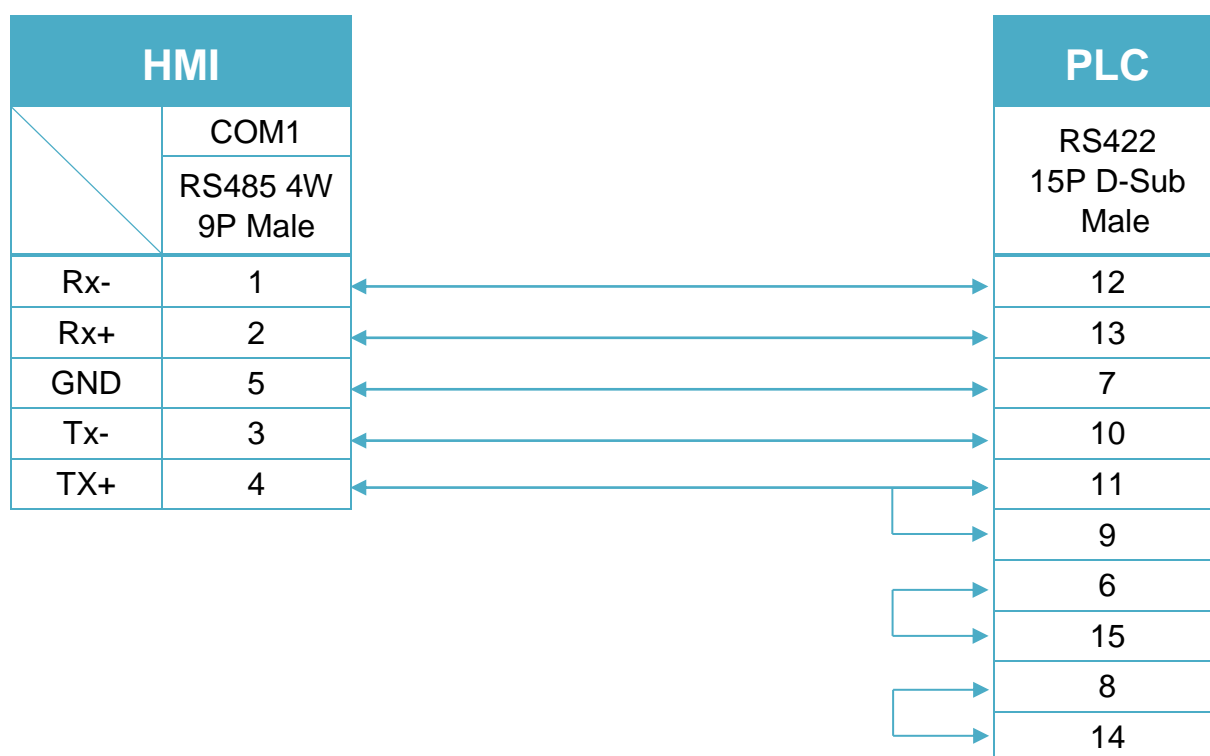 HMI
PLC
COM1
RS485 4W
9P Male
RS422
15P D-Sub
Male
Rx- 1 12
Rx+ 2 13
GND 5 7
Tx- 3 10
TX+ 4 11
9
6
15
8
14